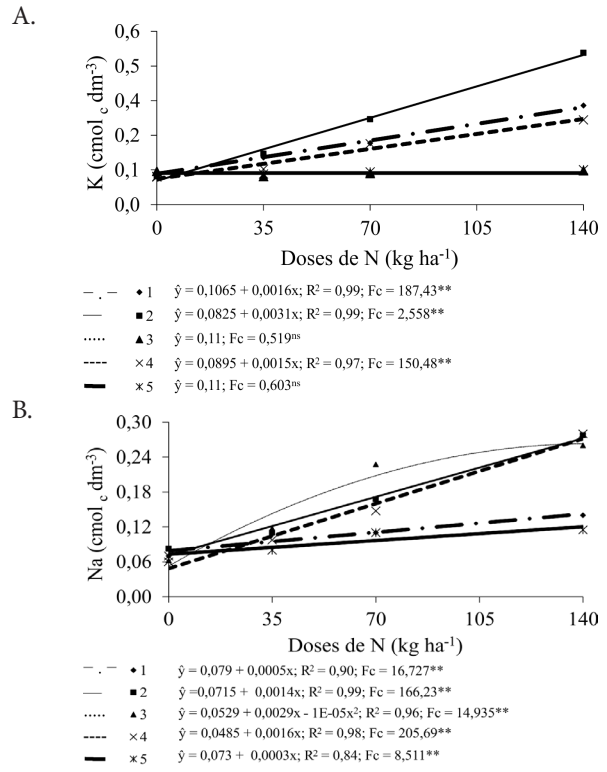 A.
0,6
0,5
0,4
0,2
0,1
0,0
K (cmol c dm-3)
0 35 70 105 140
Doses de N (kg ha-1)
1 ŷ = 0,1065 + 0,0016x; R2 = 0,99; Fc = 187,43**
2 ŷ = 0,0825 + 0,0031x; R2 = 0,99; Fc = 2,558**
3 ŷ = 0,11; Fc = 0,519ns
4 ŷ = 0,0895 + 0,0015x; R2 = 0,97; Fc = 150,48**
5 ŷ = 0,11; Fc = 0,603ns
B.
0,30
0,24
0,18
0,12
0,06
0,00
Na (cmol c dm-3)
0 35 70 105 140
Doses de N (kg ha-1)
1 ŷ = 0,079 + 0,0005x; R2 = 0,90; Fc = 16,727**
2 ŷ =0,0715 + 0,0014x; R2 = 0,99; Fc = 166,23**
3 ŷ = 0,0529 + 0,0029x - 1E-05x2; R2 = 0,96; Fc = 14,935**
4 ŷ = 0,0485 + 0,0016x; R2 = 0,98; Fc = 205,69**
5 ŷ = 0,073 + 0,0003x; R2 = 0,84; Fc = 8,511**